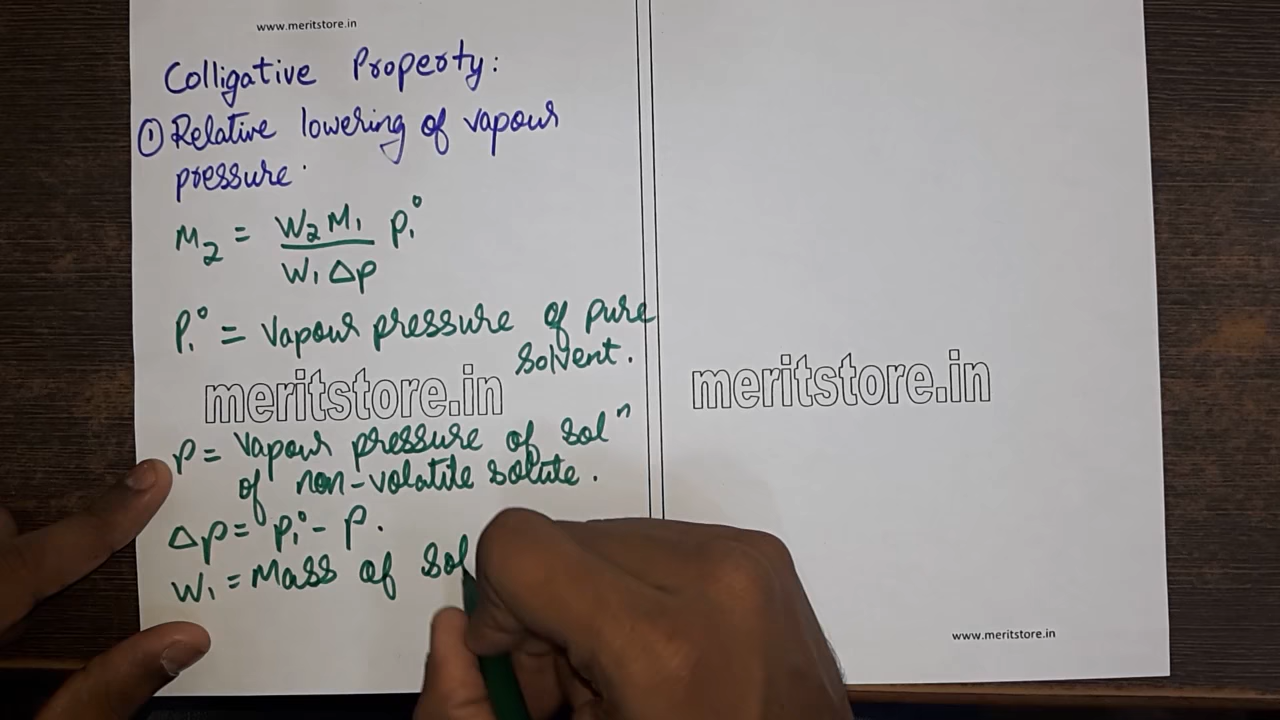 www.meritstore.in
Colligative Property:
① Relative lowering of vapour
pressure.
M₂ = W₂ M₁ / W₁ Δp p₁°
P₁° = Vapour pressure of pure
solvent.
meritstore.in
meritstore.in
p = Vapour pressure of solⁿ
of non-volatile solute.
Δp = p₁° - p.
W₁ = Mass of sol
www.meritstore.in